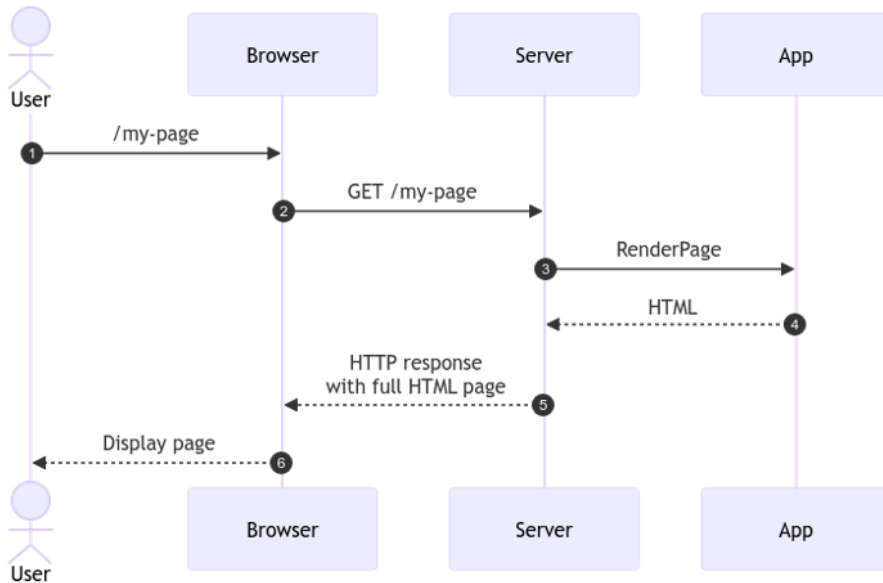 Browser
Server
App
User
/my-page
1
GET /my-page
2
RenderPage
3
HTML
4
HTTP response
with full HTML page
5
Display page
6
Browser
Server
App
User